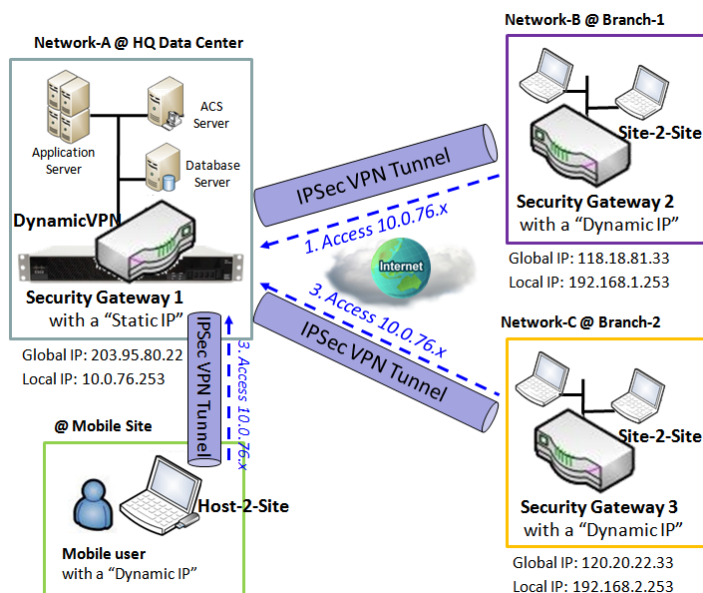 Network-A @ HQ Data Center
Application
Server
ACS
Server
Database
Server
DynamicVPN
Security Gateway 1
with a “Static IP”
Global IP: 203.95.80.22
Local IP: 10.0.76.253
IPSec VPN Tunnel
1. Access 10.0.76.x
Internet
3. Access 10.0.76.x
IPSec VPN Tunnel
Network-B @ Branch-1
Site-2-Site
Security Gateway 2
with a “Dynamic IP”
Global IP: 118.18.81.33
Local IP: 192.168.1.253
Network-C @ Branch-2
Site-2-Site
Security Gateway 3
with a “Dynamic IP”
Global IP: 120.20.22.33
Local IP: 192.168.2.253
IPSec VPN Tunnel
3. Access 10.0.76.x
@ Mobile Site
Host-2-Site
Mobile user
with a “Dynamic IP”